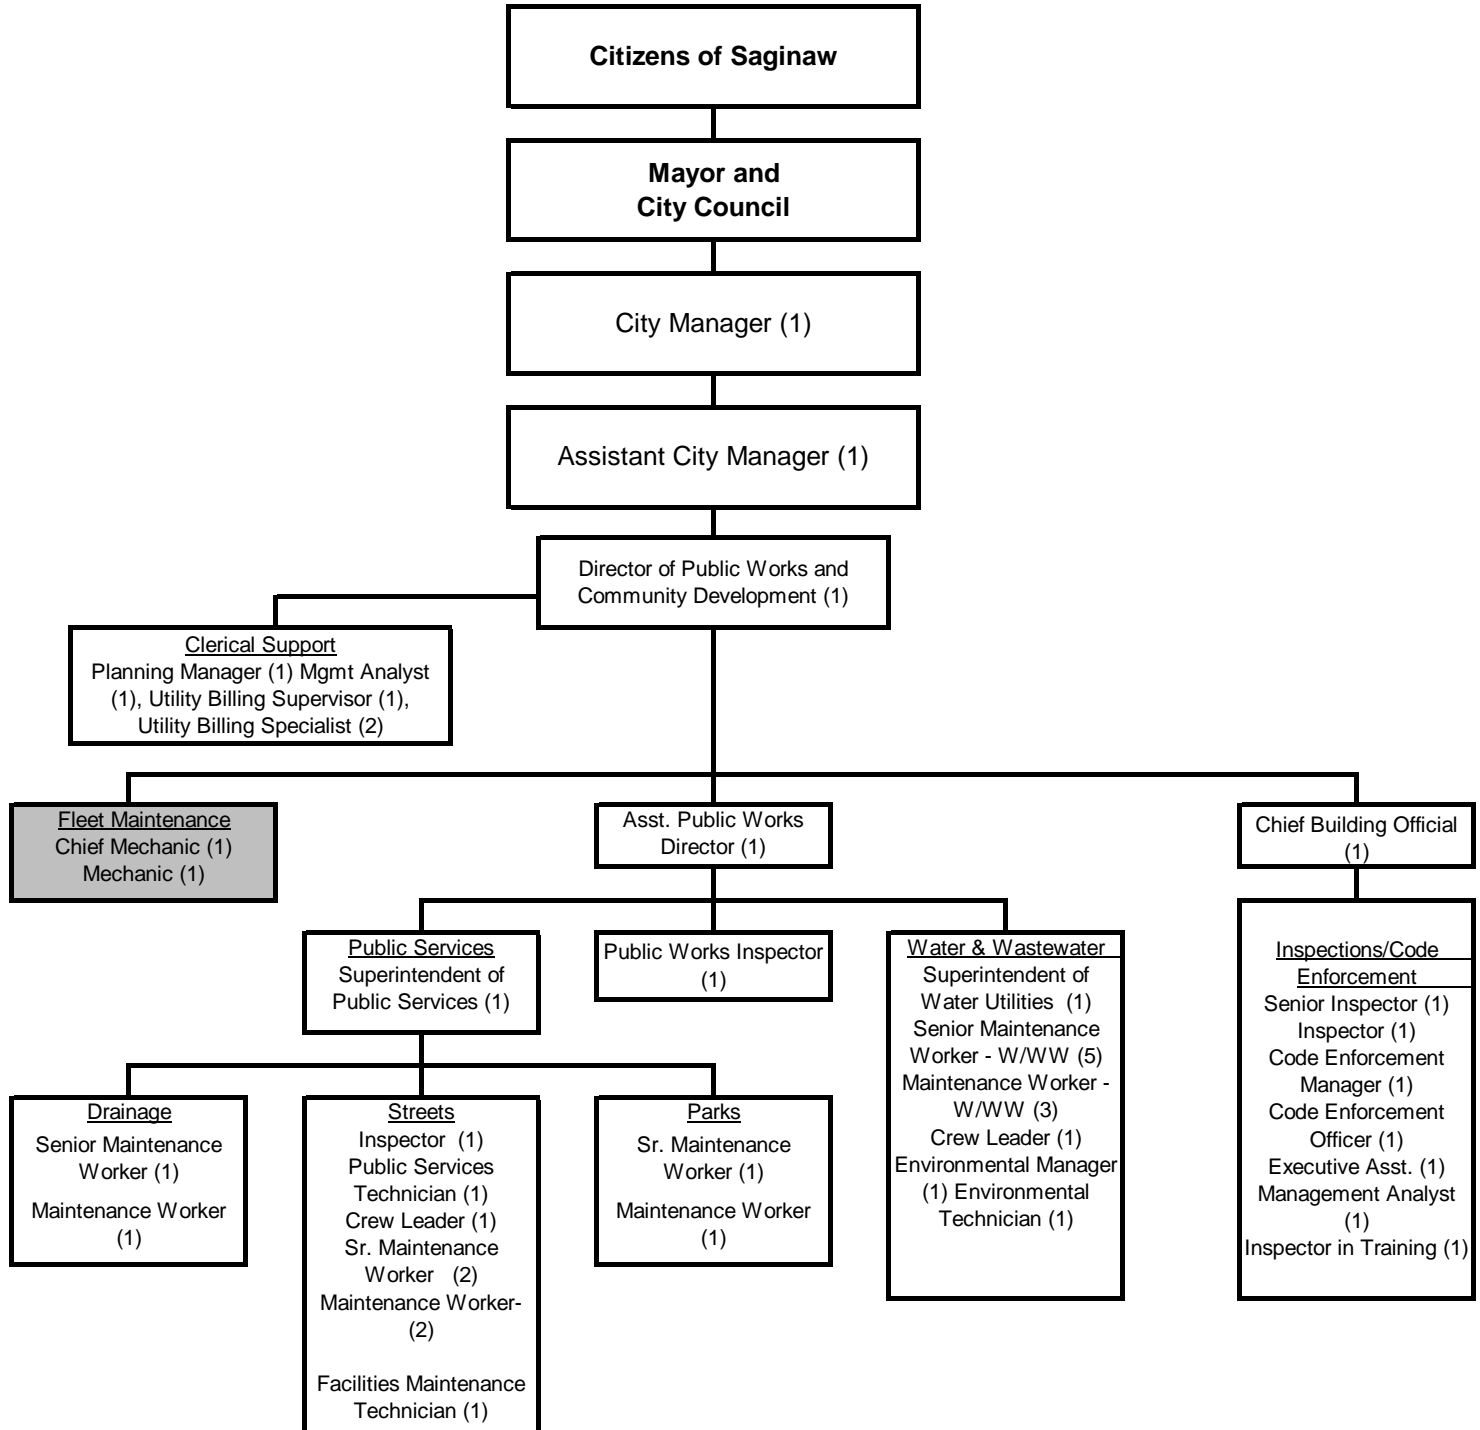 Citizens of Saginaw
Mayor and
City Council
City Manager (1)
Assistant City Manager (1)
Director of Public Works and
Community Development (1)
Clerical Support
Planning Manager (1) Mgmt Analyst
(1), Utility Billing Supervisor (1),
Utility Billing Specialist (2)
Fleet Maintenance
Chief Mechanic (1)
Mechanic (1)
Asst. Public Works
Director (1)
Chief Building Official
(1)
Public Services
Superintendent of
Public Services (1)
Public Works Inspector
(1)
Water & Wastewater
Superintendent of
Water Utilities (1)
Senior Maintenance
Worker - W/WW (5)
Maintenance Worker -
W/WW (3)
Crew Leader (1)
Environmental Manager
(1) Environmental
Technician (1)
Inspections/Code
Enforcement
Senior Inspector (1)
Inspector (1)
Code Enforcement
Manager (1)
Code Enforcement
Officer (1)
Executive Asst. (1)
Management Analyst
(1)
Inspector in Training (1)
Drainage
Senior Maintenance
Worker (1)
Maintenance Worker
(1)
Streets
Inspector (1)
Public Services
Technician (1)
Crew Leader (1)
Sr. Maintenance
Worker (2)
Maintenance Worker-
(2)
Facilities Maintenance
Technician (1)
Parks
Sr. Maintenance
Worker (1)
Maintenance Worker
(1)